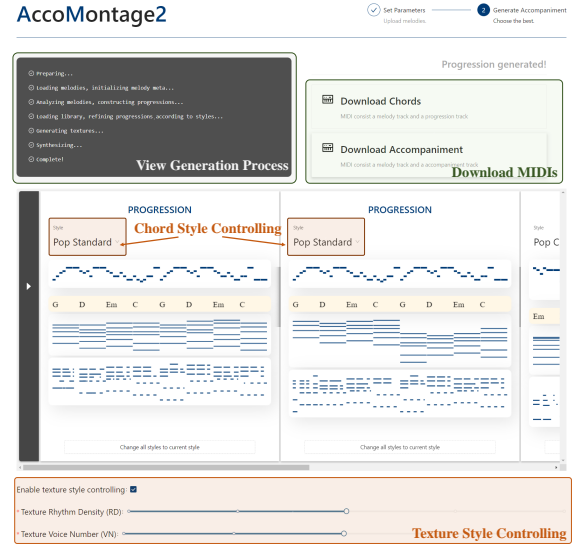 AccoMontage2
Set Parameters
Upload melodies.
2
Generate Accompaniment
Choose the best.
Progression generated!
Preparing...
Loading melodies, initializing melody meta...
Analyzing melodies, constructing progressions...
Loading library, refining progressions according to styles...
Generating textures...
Synthesizing...
Complete!
View Generation Process
Download Chords
MIDI consist a melody track and a progression track
Download Accompaniment
MIDI consist a melody track and a accompaniment track
Download MIDIs
PROGRESSION
Style
Pop Standard
Chord Style Controlling
PROGRESSION
Style
Pop Standard
Style
Pop C
G D Em C G D Em C
G D Em C G D Em C
Em
Change all styles to current style
Change all styles to current style
Enable texture style controlling:
* Texture Rhythm Density (RD):
* Texture Voice Number (VN):
Texture Style Controlling